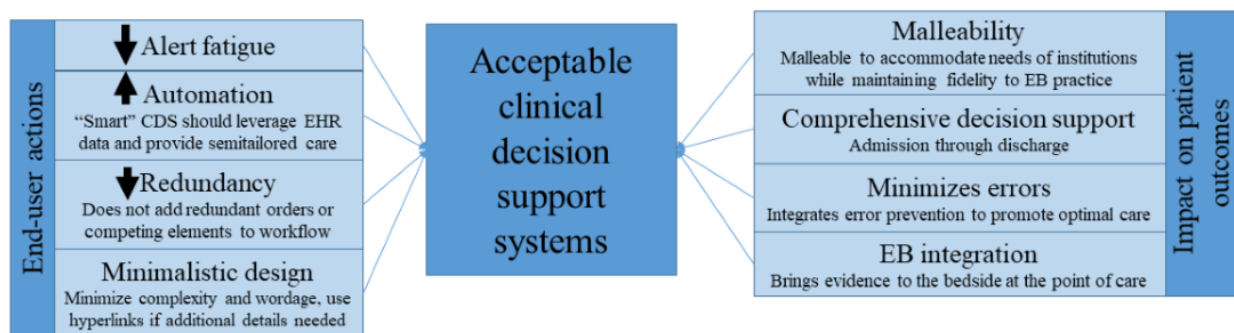 End-user actions
Alert fatigue
Automation
“Smart” CDS should leverage EHR
data and provide semitailored care
Redundancy
Does not add redundant orders or
competing elements to workflow
Minimalistic design
Minimize complexity and wordage, use
hyperlinks if additional details needed
Acceptable
clinical
decision
support
systems
Malleability
Malleable to accommodate needs of institutions
while maintaining fidelity to EB practice
Comprehensive decision support
Admission through discharge
Minimizes errors
Integrates error prevention to promote optimal care
EB integration
Brings evidence to the bedside at the point of care
Impact on patient
outcomes